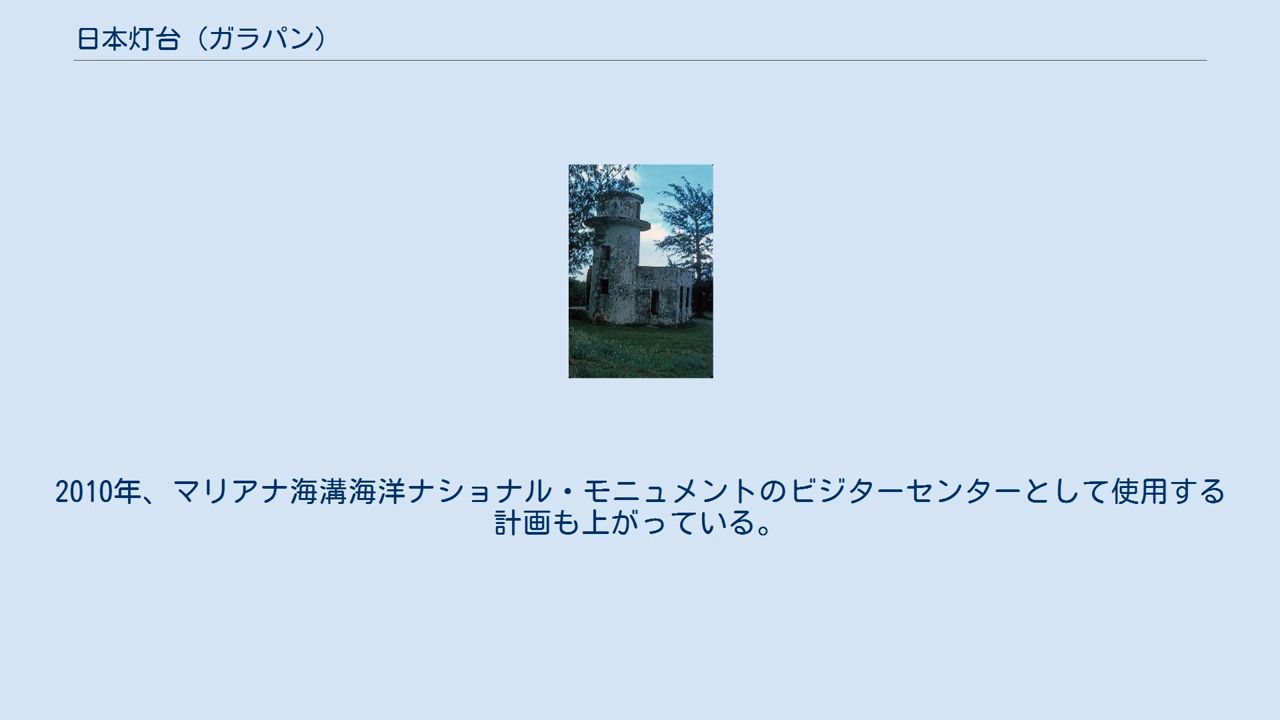 日本灯台（ガラパン）
2010年、マリアナ海溝海洋ナショナル・モニュメントのビジターセンターとして使用する
計画も上がっている。